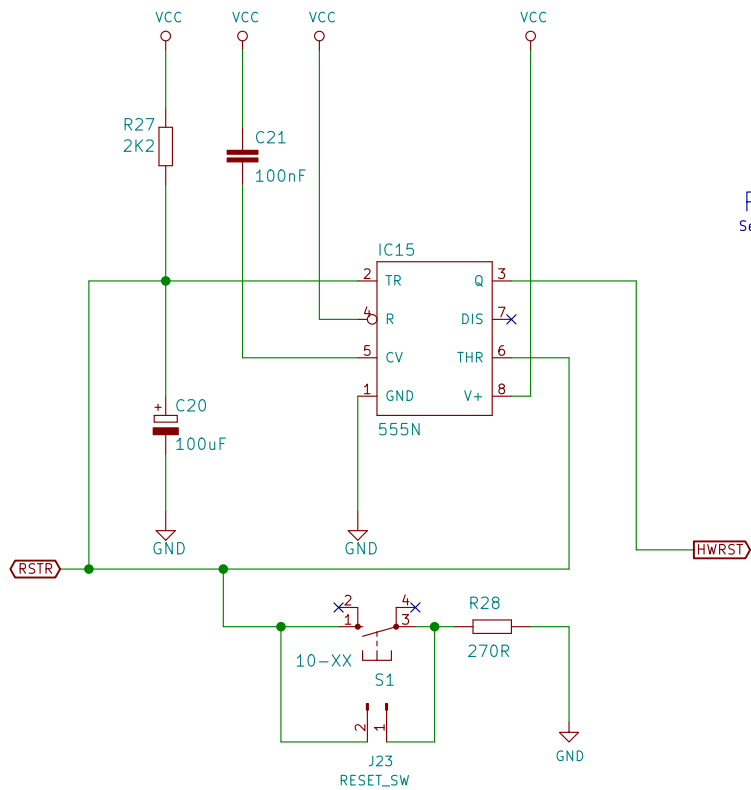 VCC
VCC
VCC
VCC
R27
2K2
C21
100nF
Se
IC15
2
TR
Q
3
4
R
DIS
7
5
CV
THR
6
1
GND
V+
8
555N
+
C20
100uF
GND
GND
RSTR
HWRST
2
4
1
3
R28
10-XX
270R
S1
2
1
GND
J23
RESET_SW